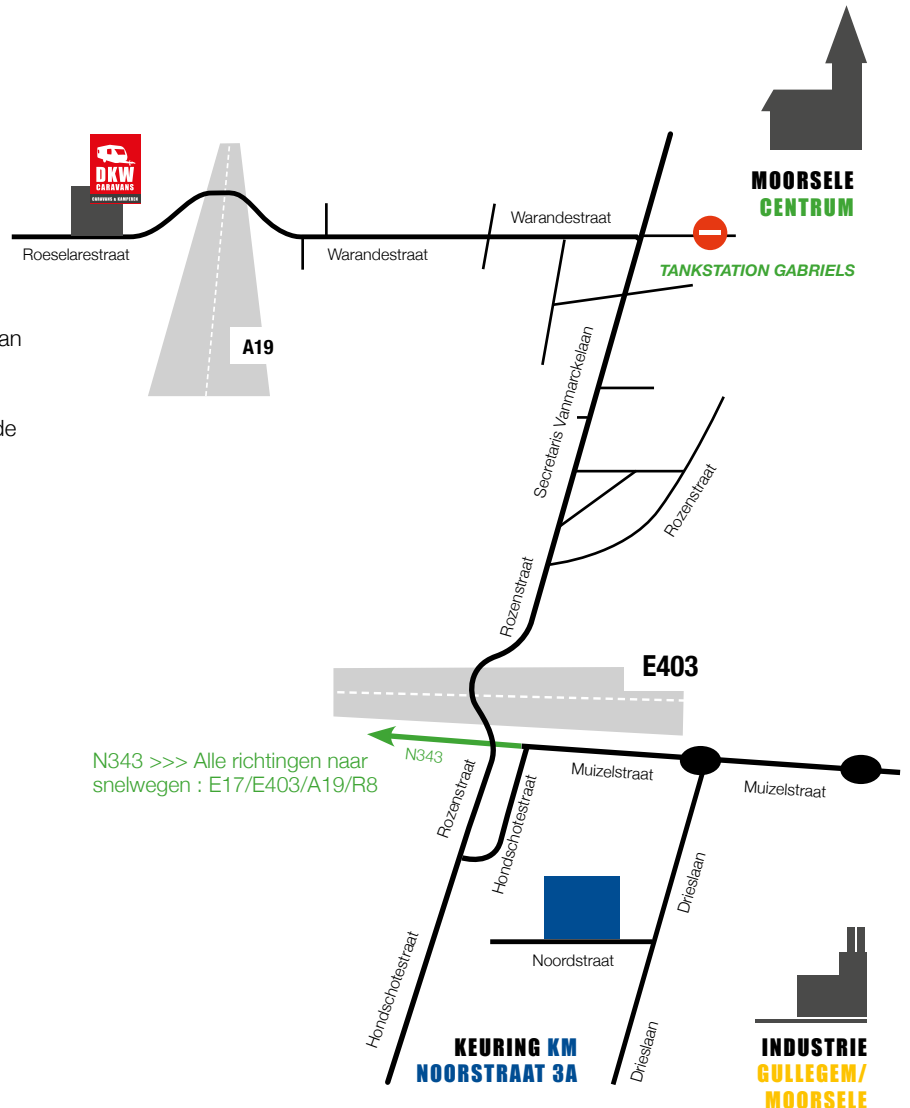 DKW
CARAVANS
CARAVANS & KAMPEREN
MOORSELE
CENTRUM
Warandestraat
Roeselarestraat
Warandestraat
TANKSTATION GABRIELS
an
A19
Secretaris Vanmarckelaan
de
Rozenstraat
Rozenstraat
E403
N343 >>> Alle richtingen naar
snelwegen : E17/E403/A19/R8
N343
Muizelstraat
Muizelstraat
Rozenstraat
Hondschotestraat
Drieslaan
Noordstraat
Hondschotestraat
Drieslaan
KEURING KM
NOORSTRAAT 3A
INDUSTRIE
GULLEGEM/
MOORSELE